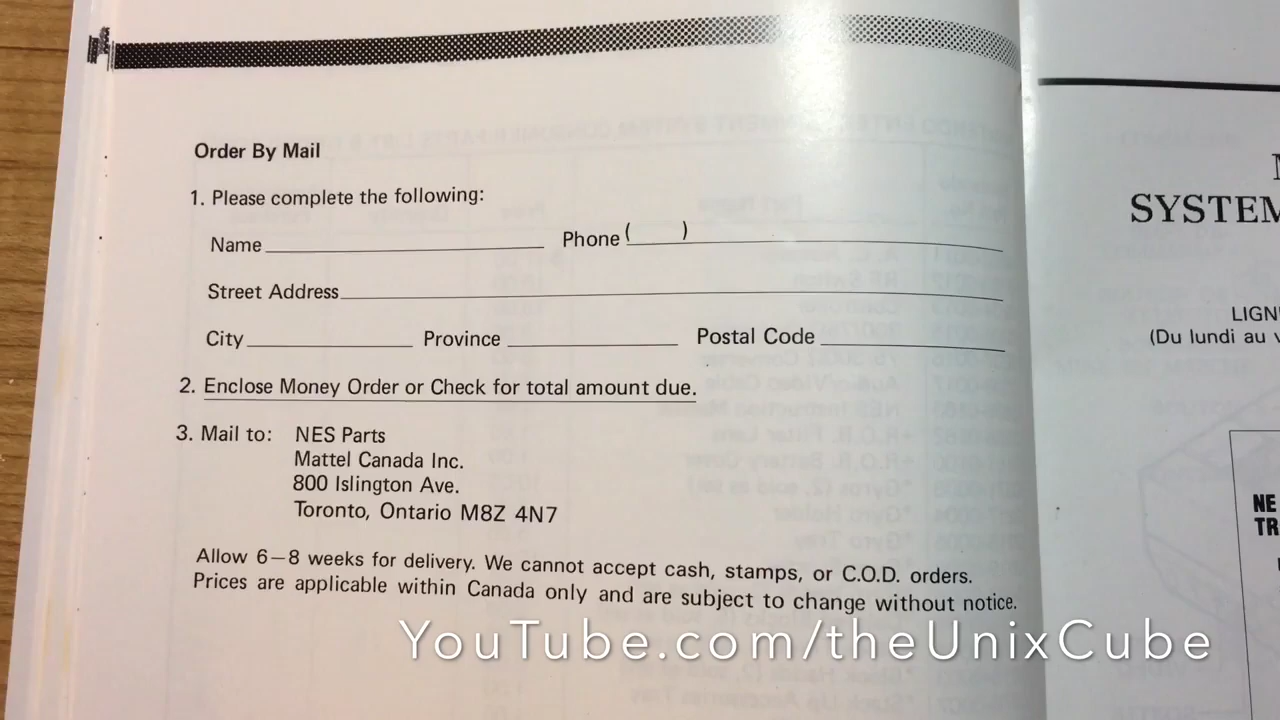 Order By Mail
1. Please complete the following:
Name Phone ( )
Street Address
City Province Postal Code
2. Enclose Money Order or Check for total amount due.
3. Mail to: NES Parts
Mattel Canada Inc.
800 Islington Ave.
Toronto, Ontario M8Z 4N7
Allow 6–8 weeks for delivery. We cannot accept cash, stamps, or C.O.D. orders.
Prices are applicable within Canada only and are subject to change without notice.
YouTube.com/theUnixCube
SYSTEM
LIGN
(Du lundi au v
NE
TR